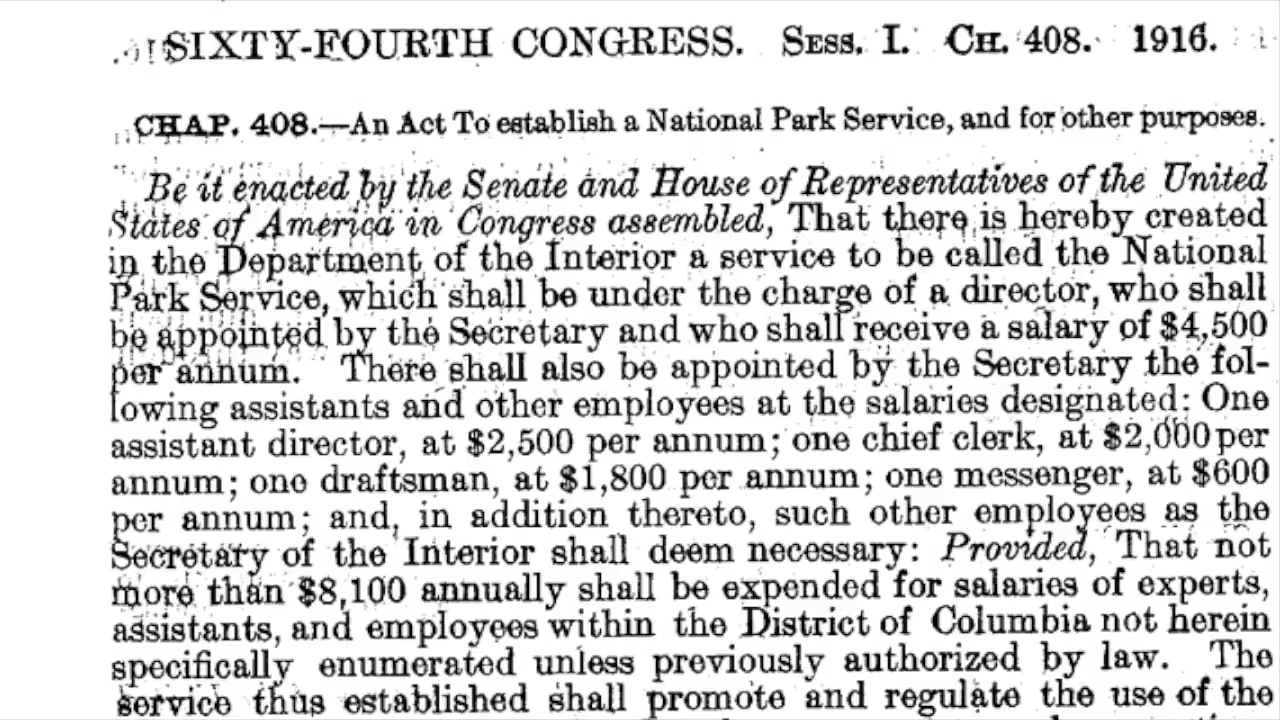 SIXTY-FOURTH CONGRESS. SESS. I. CH. 408. 1916.
CHAP. 408.—An Act To establish a National Park Service, and for other purposes.
Be it enacted by the Senate and House of Representatives of the United
States of America in Congress assembled, That there is hereby created
in the Department of the Interior a service to be called the National
Park Service, which shall be under the charge of a director, who shall
be appointed by the Secretary and who shall receive a salary of $4,500
per annum. There shall also be appointed by the Secretary the fol-
lowing assistants and other employees at the salaries designated: One
assistant director, at $2,500 per annum; one chief clerk, at $2,000 per
annum; one draftsman, at $1,800 per annum; one messenger, at $600
per annum; and, in addition thereto, such other employees as the
Secretary of the Interior shall deem necessary: Provided, That not
more than $8,100 annually shall be expended for salaries of experts,
assistants, and employees within the District of Columbia not herein
specifically enumerated unless previously authorized by law. The
service thus established shall promote and regulate the use of the